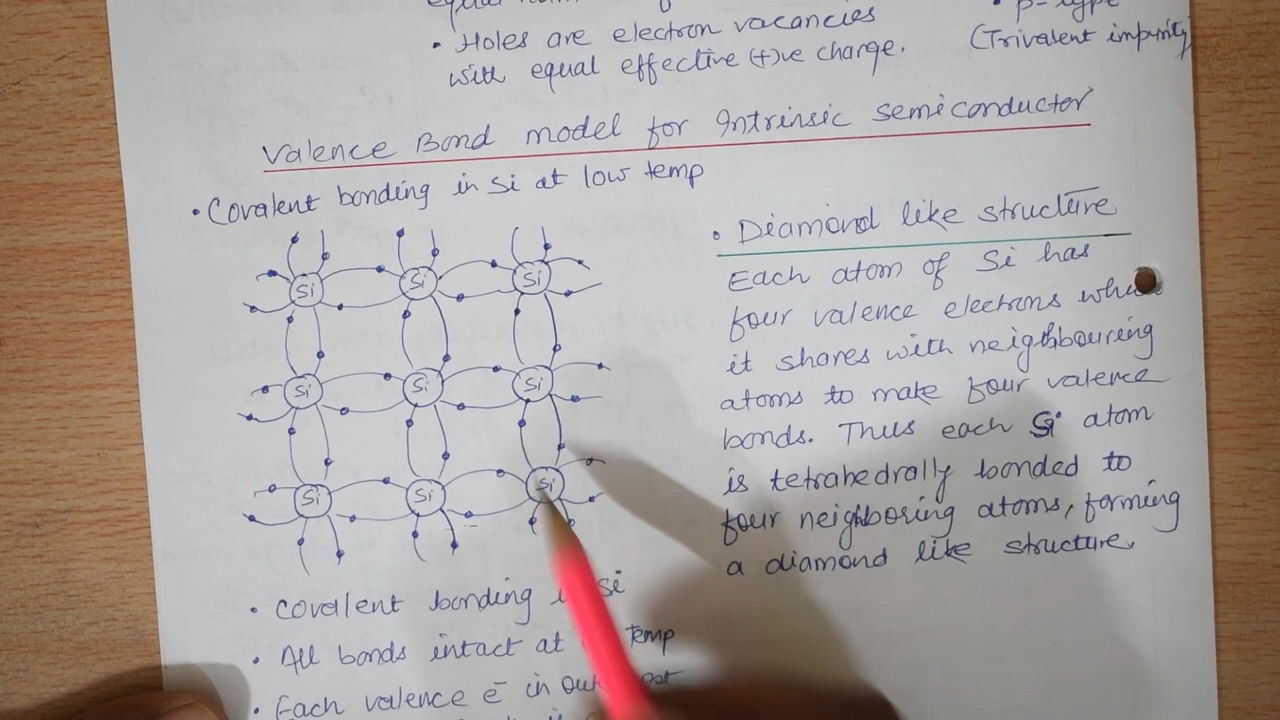 • Holes are electron vacancies
with equal effective (+)ve charge.
• p-type
(Trivalent impurity
Valence Bond model for Intrinsic semiconductor
• Covalent bonding in Si at low temp
Si Si Si
Si Si Si
Si Si Si
• Diamond like structure
Each atom of Si has
four valence electrons
it shares with neighbouring
atoms to make four valence
bonds. Thus each Si atom
is tetrahedrally bonded to
four neighboring atoms, forming
a diamond like structure.
• Covalent bonding Si
• All bonds intact at temp
• Each valence e⁻ in